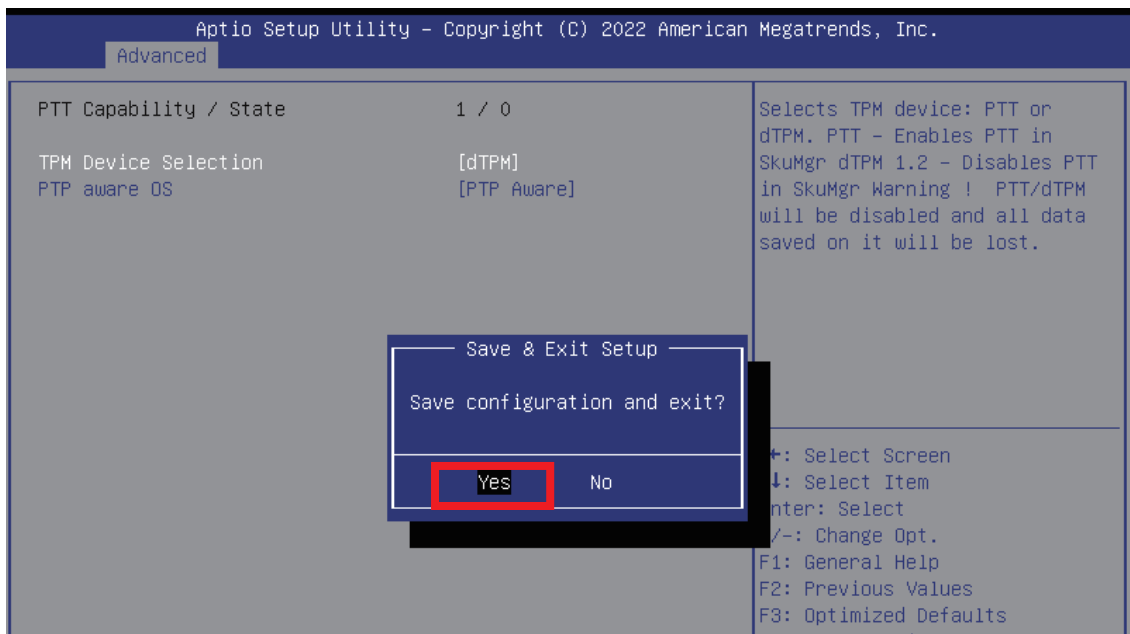 Aptio Setup Utility – Copyright (C) 2022 American Megatrends, Inc.
Advanced
PTT Capability / State 1 / 0
TPM Device Selection [dTPM]
PTP aware OS [PTP Aware]
Selects TPM device: PTT or
dTPM. PTT – Enables PTT in
SkuMgr dTPM 1.2 – Disables PTT
in SkuMgr Warning ! PTT/dTPM
will be disabled and all data
saved on it will be lost.
Save & Exit Setup
Save configuration and exit?
Yes No
←: Select Screen
↓: Select Item
nter: Select
/–: Change Opt.
F1: General Help
F2: Previous Values
F3: Optimized Defaults